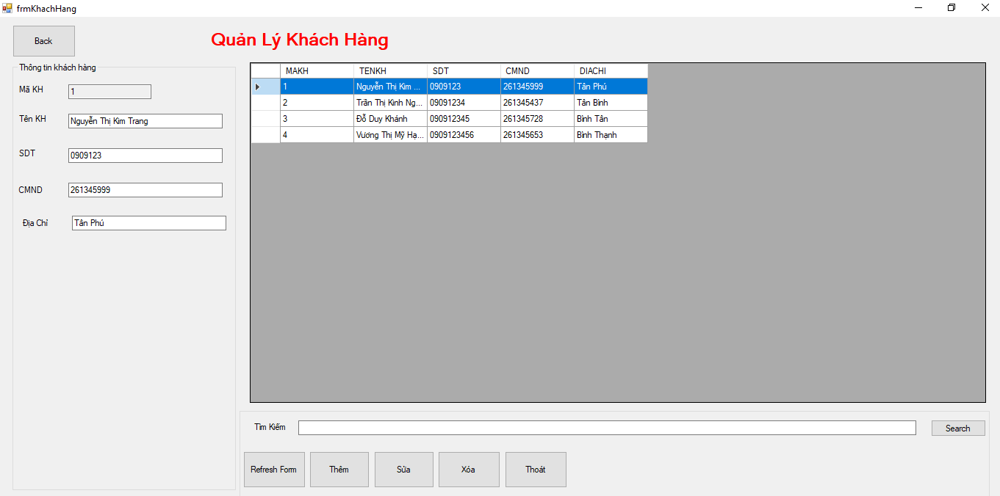 frmKhachHang
Back
Quản Lý Khách Hàng
Thông tin khách hàng
Mã KH 1
Tên KH Nguyễn Thị Kim Trang
SDT 0909123
CMND 261345999
Địa Chỉ Tân Phú
MAKH TENKH SDT CMND DIACHI
1 Nguyễn Thị Kim ... 0909123 261345999 Tân Phú
2 Trần Thị Kinh Ng... 09091234 261345437 Tân Bình
3 Đỗ Duy Khánh 090912345 261345728 Bình Tân
4 Vương Thị Mỹ Hạ... 0909123456 261345653 Bình Thạnh
Tìm Kiếm Search
Refresh Form Thêm Sửa Xóa Thoát